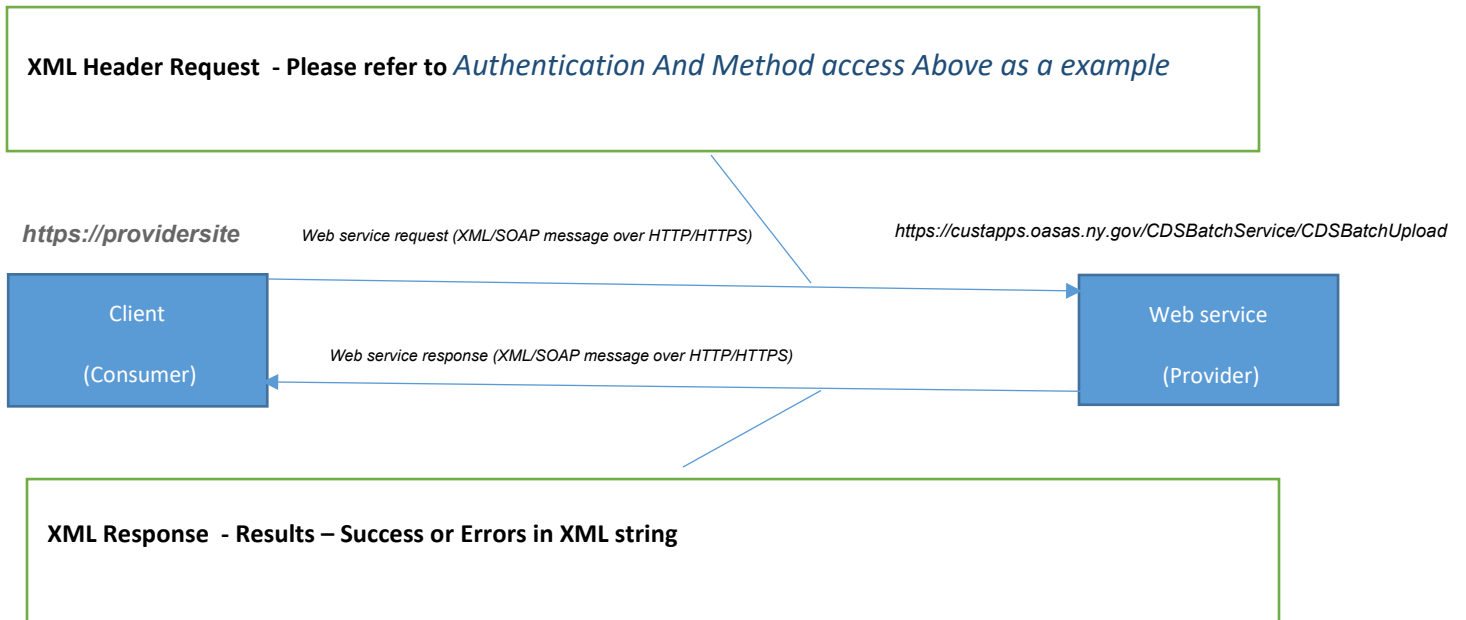 XML Header Request - Please refer to Authentication And Method access Above as a example
https://providersite
Web service request (XML/SOAP message over HTTP/HTTPS)
https://custapps.oasas.ny.gov/CDSBatchService/CDSBatchUpload
Client
(Consumer)
Web service
(Provider)
Web service response (XML/SOAP message over HTTP/HTTPS)
XML Response - Results – Success or Errors in XML string